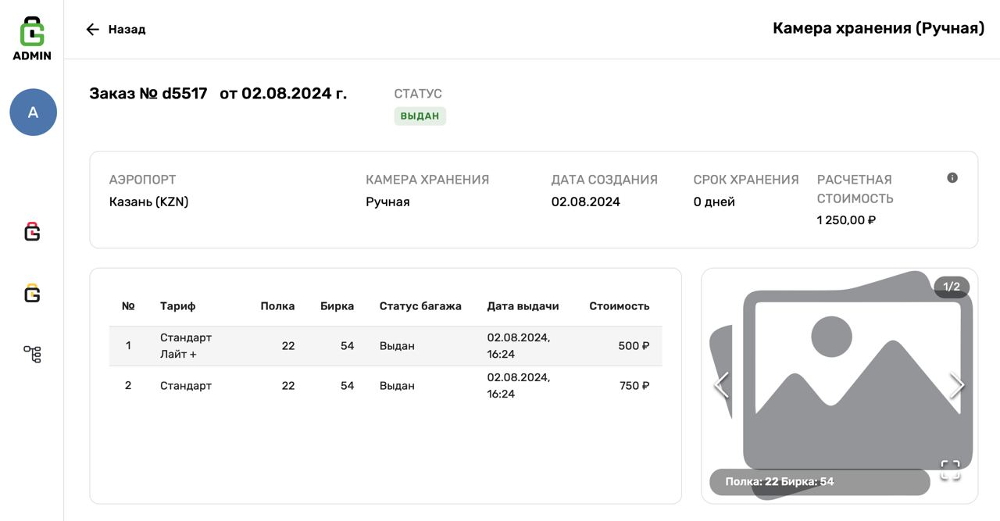 Назад
Камера хранения (Ручная)
ADMIN
A
Заказ № d5517 от 02.08.2024 г.
СТАТУС
ВЫДАН
АЭРОПОРТ
Казань (KZN)
КАМЕРА ХРАНЕНИЯ
Ручная
ДАТА СОЗДАНИЯ
02.08.2024
СРОК ХРАНЕНИЯ
0 дней
РАСЧЕТНАЯ
СТОИМОСТЬ
1 250,00 ₽
№ Тариф Полка Бирка Статус багажа Дата выдачи Стоимость
1 Стандарт Лайт + 22 54 Выдан 02.08.2024, 16:24 500 ₽
2 Стандарт 22 54 Выдан 02.08.2024, 16:24 750 ₽
1/2
Полка: 22 Бирка: 54